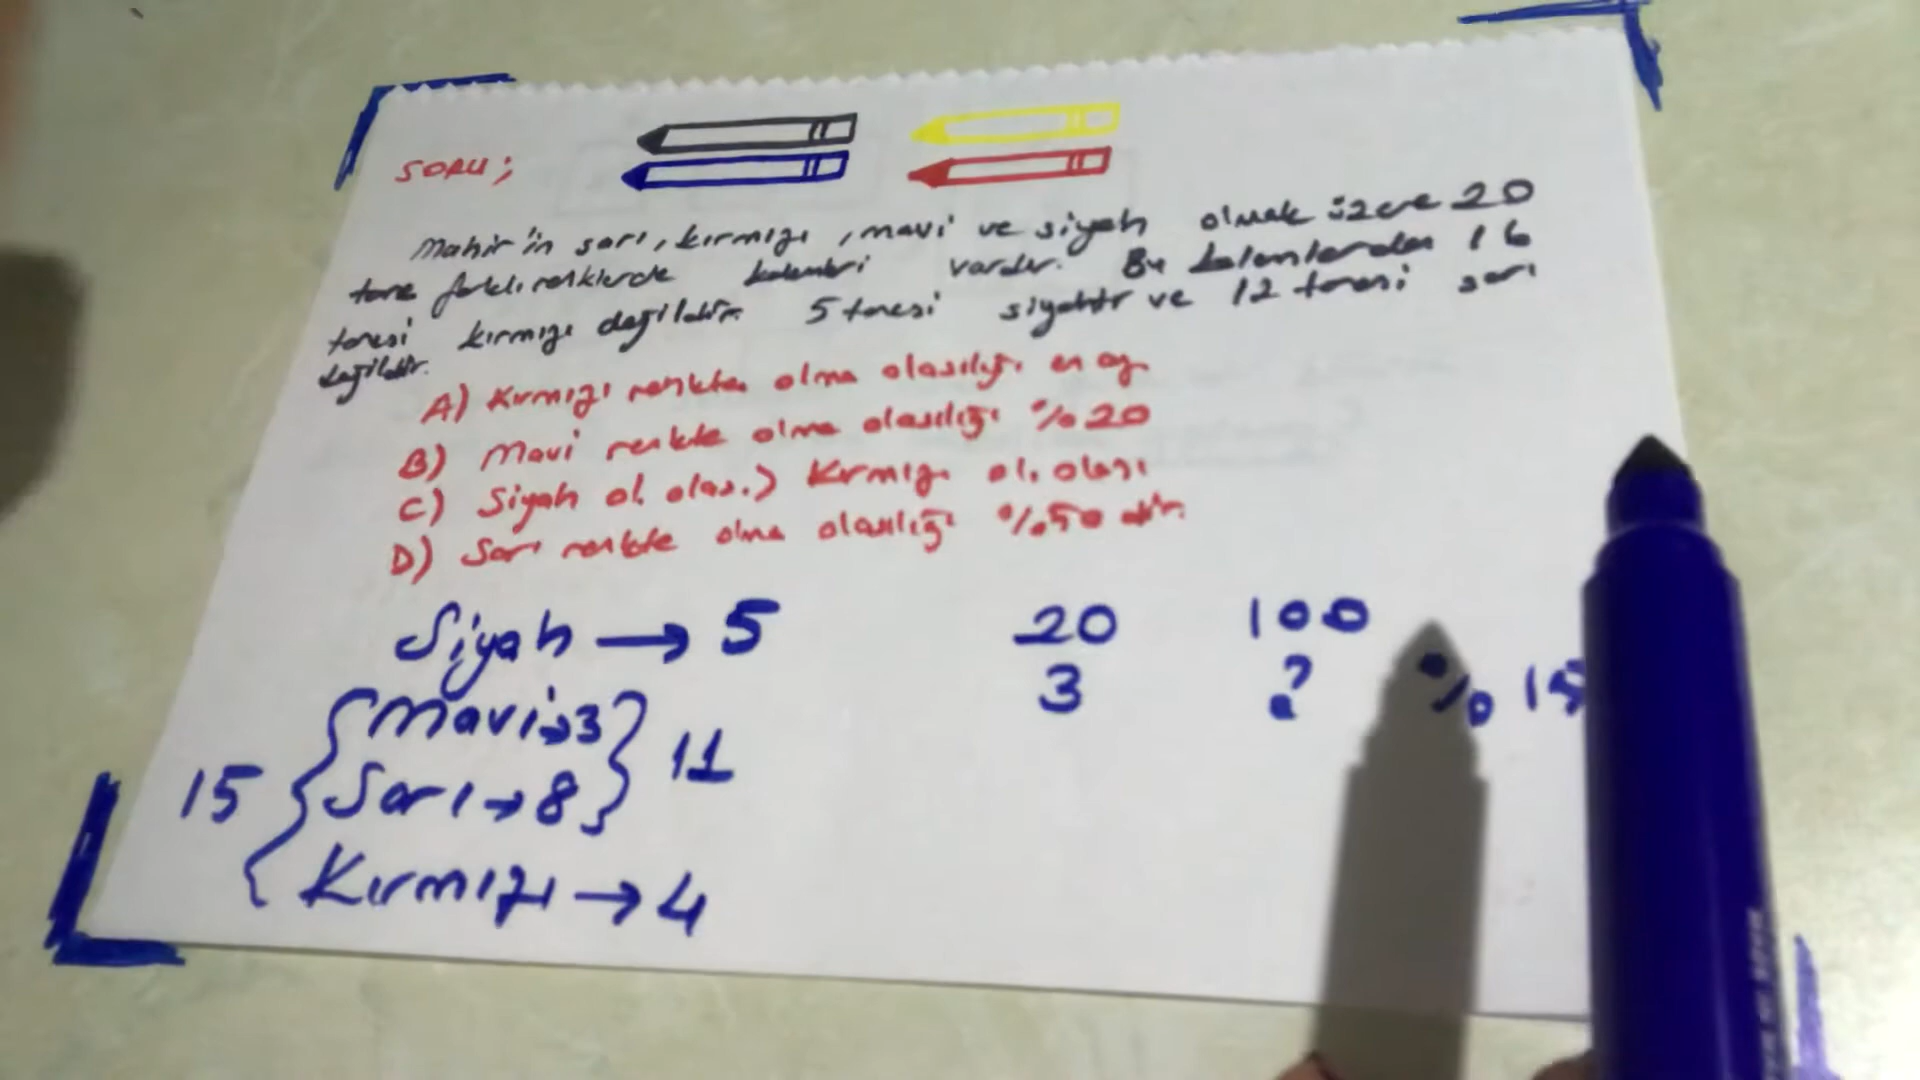 SORU;
Mahir'in sarı, kırmızı, mavi ve siyah olmak üzere 20
tane farklı renklerde kalemleri vardır. Bu kalemlerden 16
tanesi kırmızı değildir. 5 tanesi siyahtır ve 12 tanesi sarı
değildir.
A) Kırmızı renkte olma olasılığı en az.
B) Mavi renkte olma olasılığı %20
C) Siyah ol. olas.> Kırmızı ol. olası
D) Sarı renkte olma olasılığı %50 dir.
Siyah → 5
20 100
3 ? %15
Mavi→3
15 11
Sarı→8
Kırmızı → 4